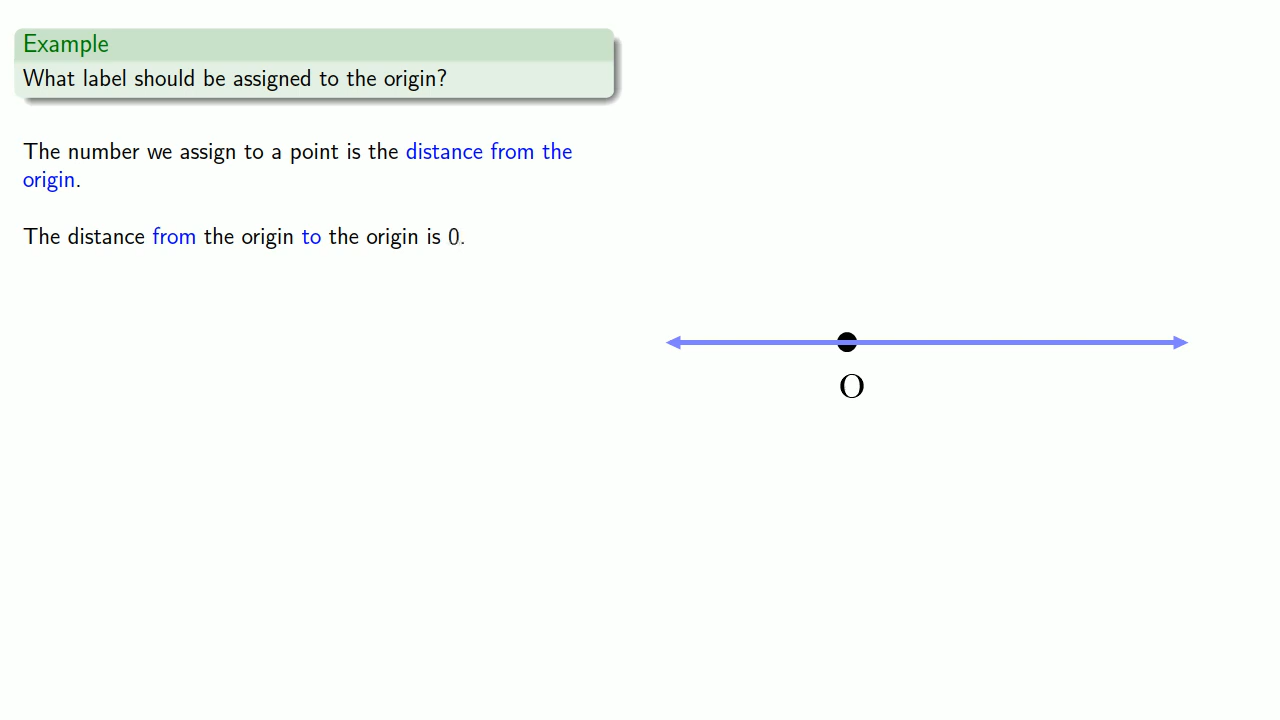 Example
What label should be assigned to the origin?
The number we assign to a point is the distance from the
origin.
The distance from the origin to the origin is 0.
O